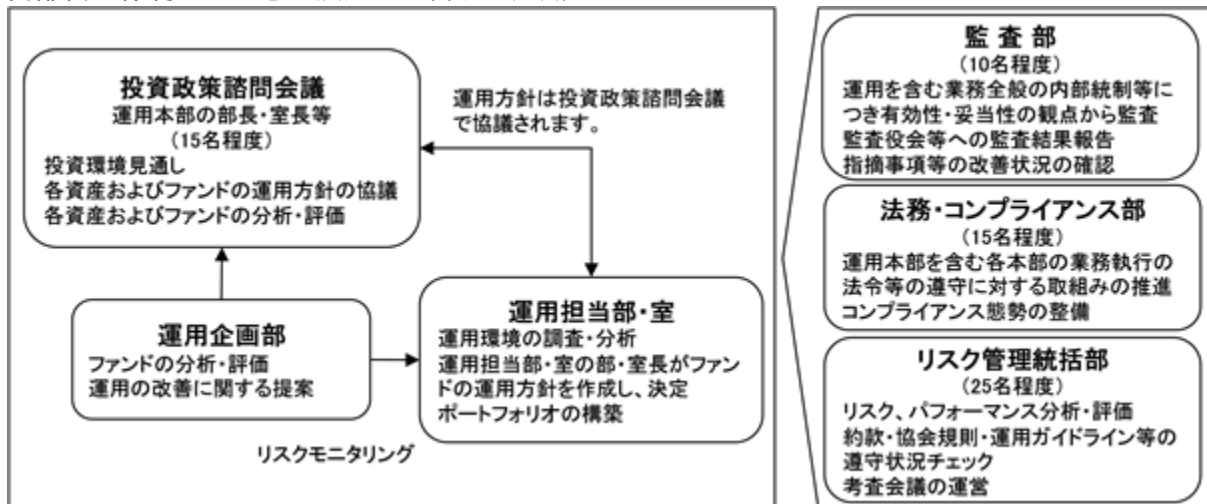 投資政策諮問会議
運用本部の部長・室長等
(15名程度)
投資環境見通し
各資産およびファンドの運用方針の協議
各資産およびファンドの分析・評価
運用方針は投資政策諮問会議
で協議されます。
運用企画部
ファンドの分析・評価
運用の改善に関する提案
運用担当部・室
運用環境の調査・分析
運用担当部・室の部・室長がファン
ドの運用方針を作成し、決定
ポートフォリオの構築
リスクモニタリング
監査部
(10名程度)
運用を含む業務全般の内部統制等に
つき有効性・妥当性の観点から監査
監査役会等への監査結果報告
指摘事項等の改善状況の確認
法務・コンプライアンス部
(15名程度)
運用本部を含む各本部の業務執行の
法令等の遵守に対する取組みの推進
コンプライアンス態勢の整備
リスク管理統括部
(25名程度)
リスク、パフォーマンス分析・評価
約款・協会規則・運用ガイドライン等の
遵守状況チェック
考査会議の運営